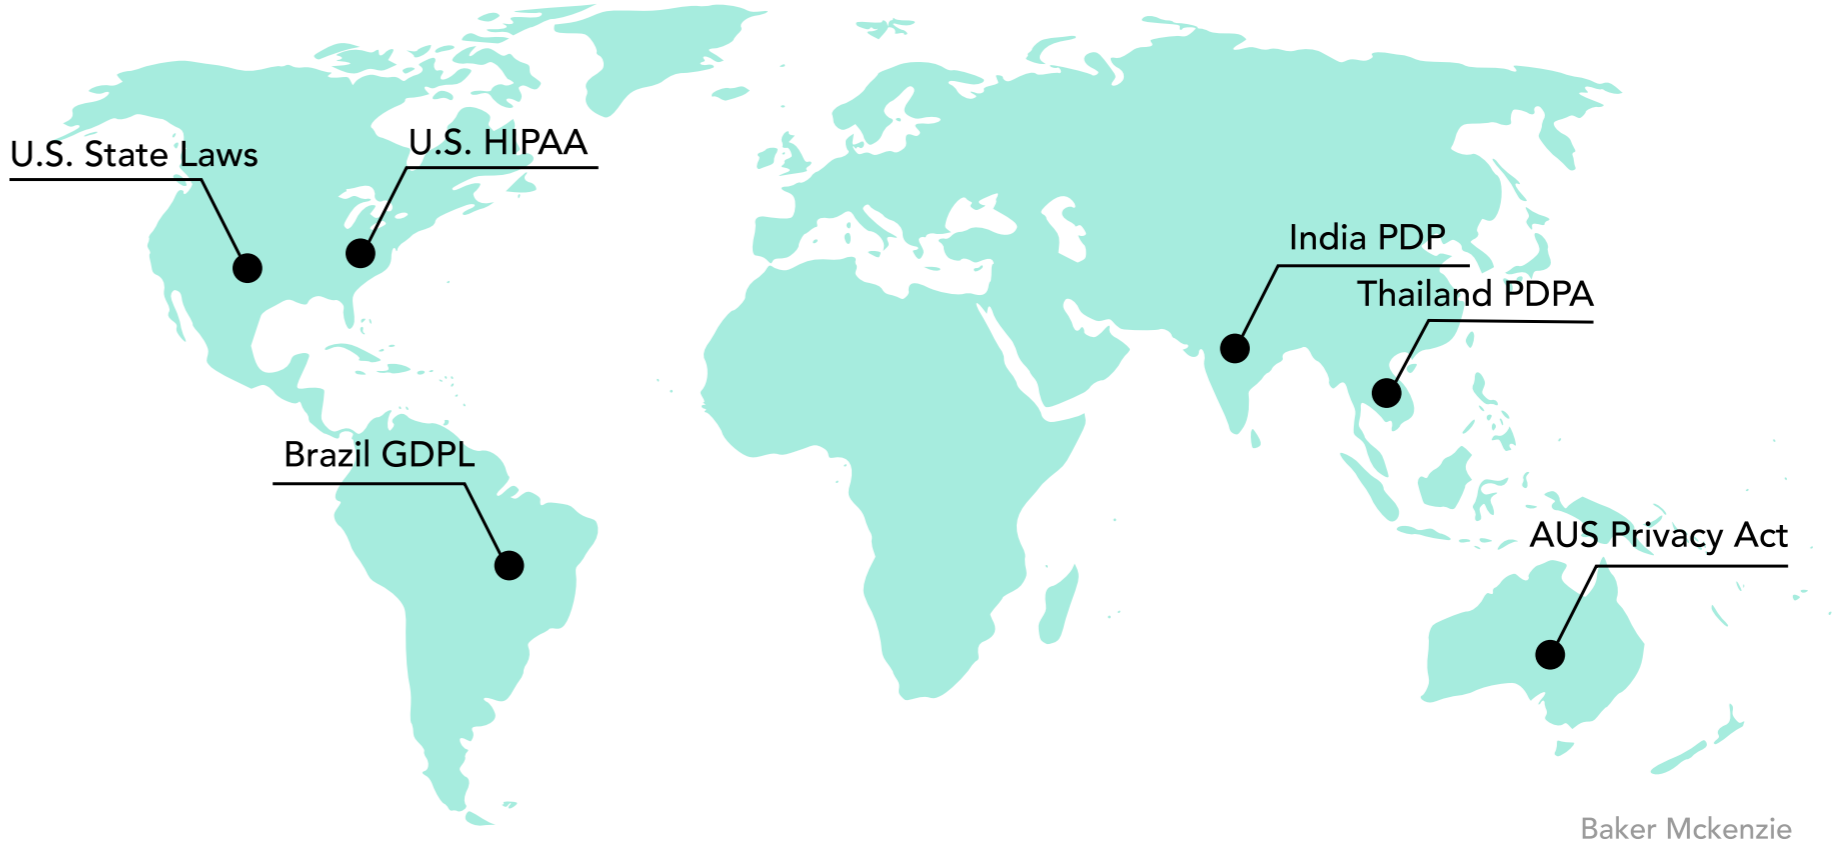 U.S. State Laws
U.S. HIPAA
India PDP
Thailand PDPA
Brazil GDPL
AUS Privacy Act
Baker Mckenzie